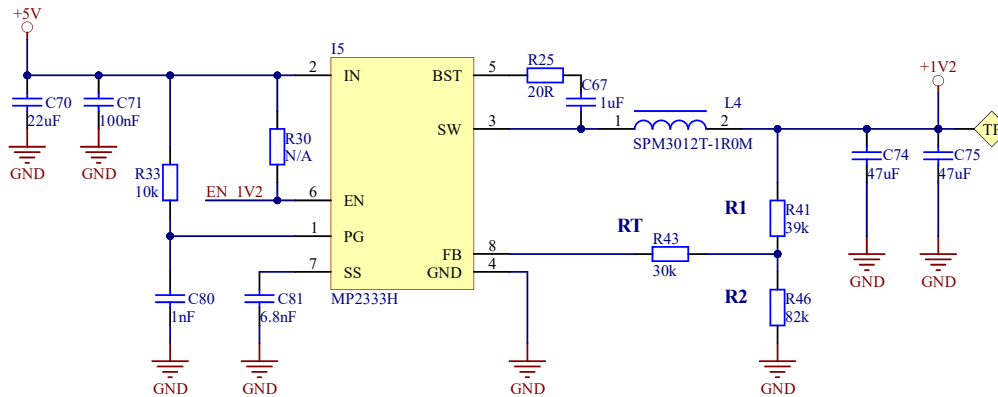 +5V
I5
2
IN
BST
5
R25
20R
C67
1uF
+1V2
C70
22uF
C71
100nF
R30
N/A
SW
3
1
L4
2
SPM3012T-1R0M
TP
C74
47uF
C75
47uF
R33
10k
EN_1V2
6
EN
R1
R41
39k
1
PG
RT
R43
30k
FB
8
GND
4
7
SS
MP2333H
R2
R46
82k
C80
1nF
C81
6.8nF
GND
GND
GND
GND
GND
GND
GND
GND